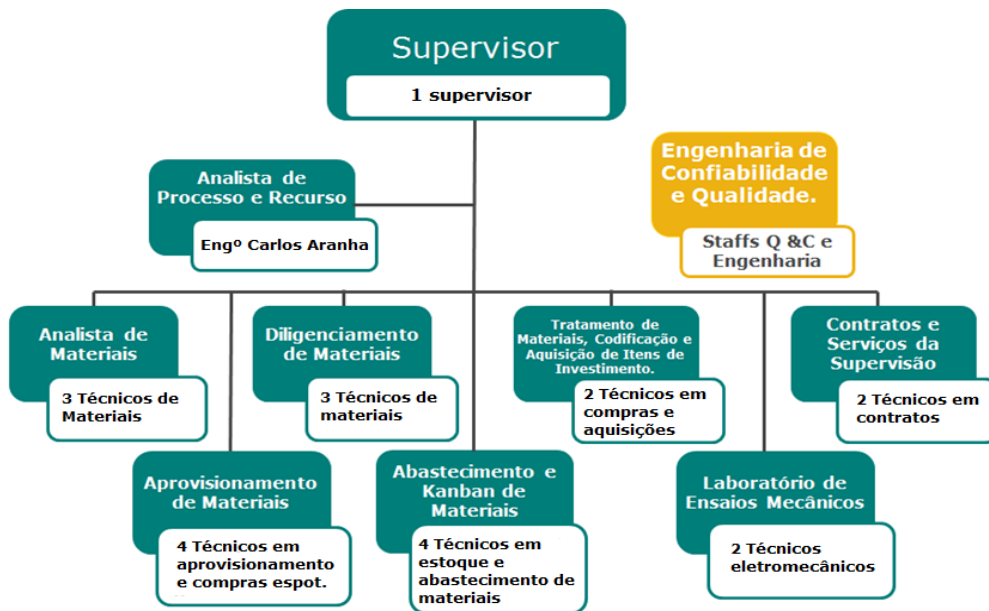 Supervisor
1 supervisor
Analista de
Processo e Recurso
Engº Carlos Aranha
Engenharia de
Confiabilidade
e Qualidade.
Staffs Q &C e
Engenharia
Analista de
Materiais
3 Técnicos de
Materiais
Diligenciamento
de Materiais
3 Técnicos de
materiais
Tratamento de
Materiais, Codificação e
Aquisição de Itens de
Investimento.
2 Técnicos em
compras e
aquisições
Contratos e
Serviços da
Supervisão
2 Técnicos em
contratos
Aprovisionamento
de Materiais
4 Técnicos em
aprovisionamento
e compras espot.
Abastecimento e
Kanban de
Materiais
4 Técnicos em
estoque e
abastecimento de
materiais
Laboratório de
Ensaios Mecânicos
2 Técnicos
eletromecânicos